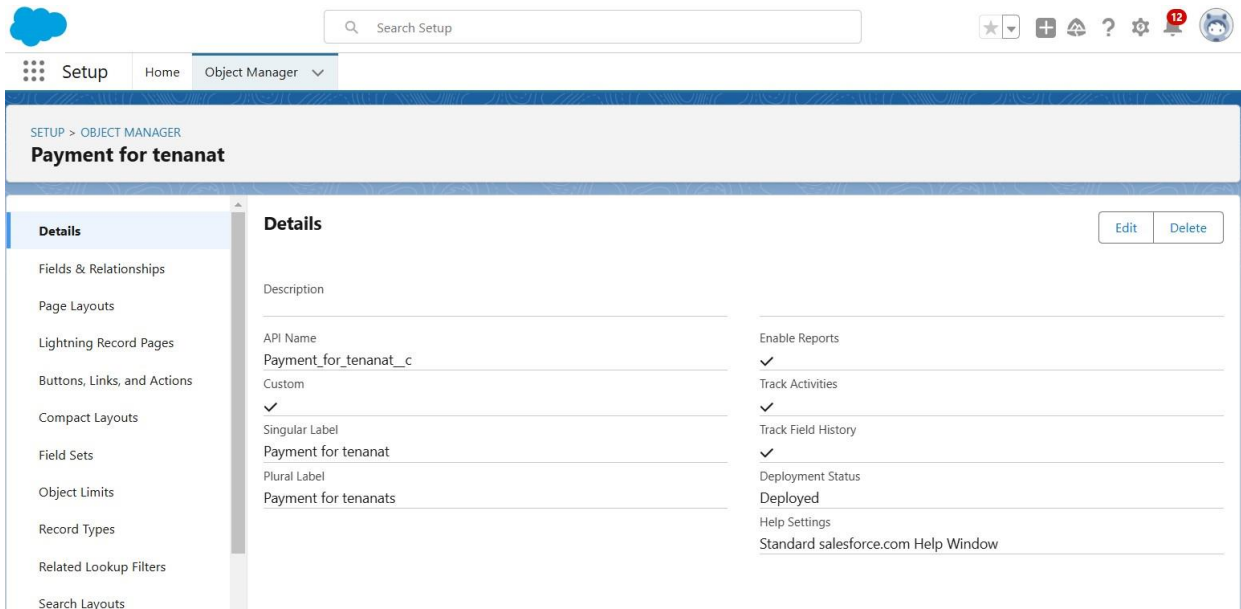 Search Setup
12
Setup
Home
Object Manager
SETUP > OBJECT MANAGER
Payment for tenanat
Details
Fields & Relationships
Page Layouts
Lightning Record Pages
Buttons, Links, and Actions
Compact Layouts
Field Sets
Object Limits
Record Types
Related Lookup Filters
Search Layouts
Details
Edit
Delete
Description
API Name
Payment_for_tenanat__c
Custom
Singular Label
Payment for tenanat
Plural Label
Payment for tenanats
Enable Reports
Track Activities
Track Field History
Deployment Status
Deployed
Help Settings
Standard salesforce.com Help Window